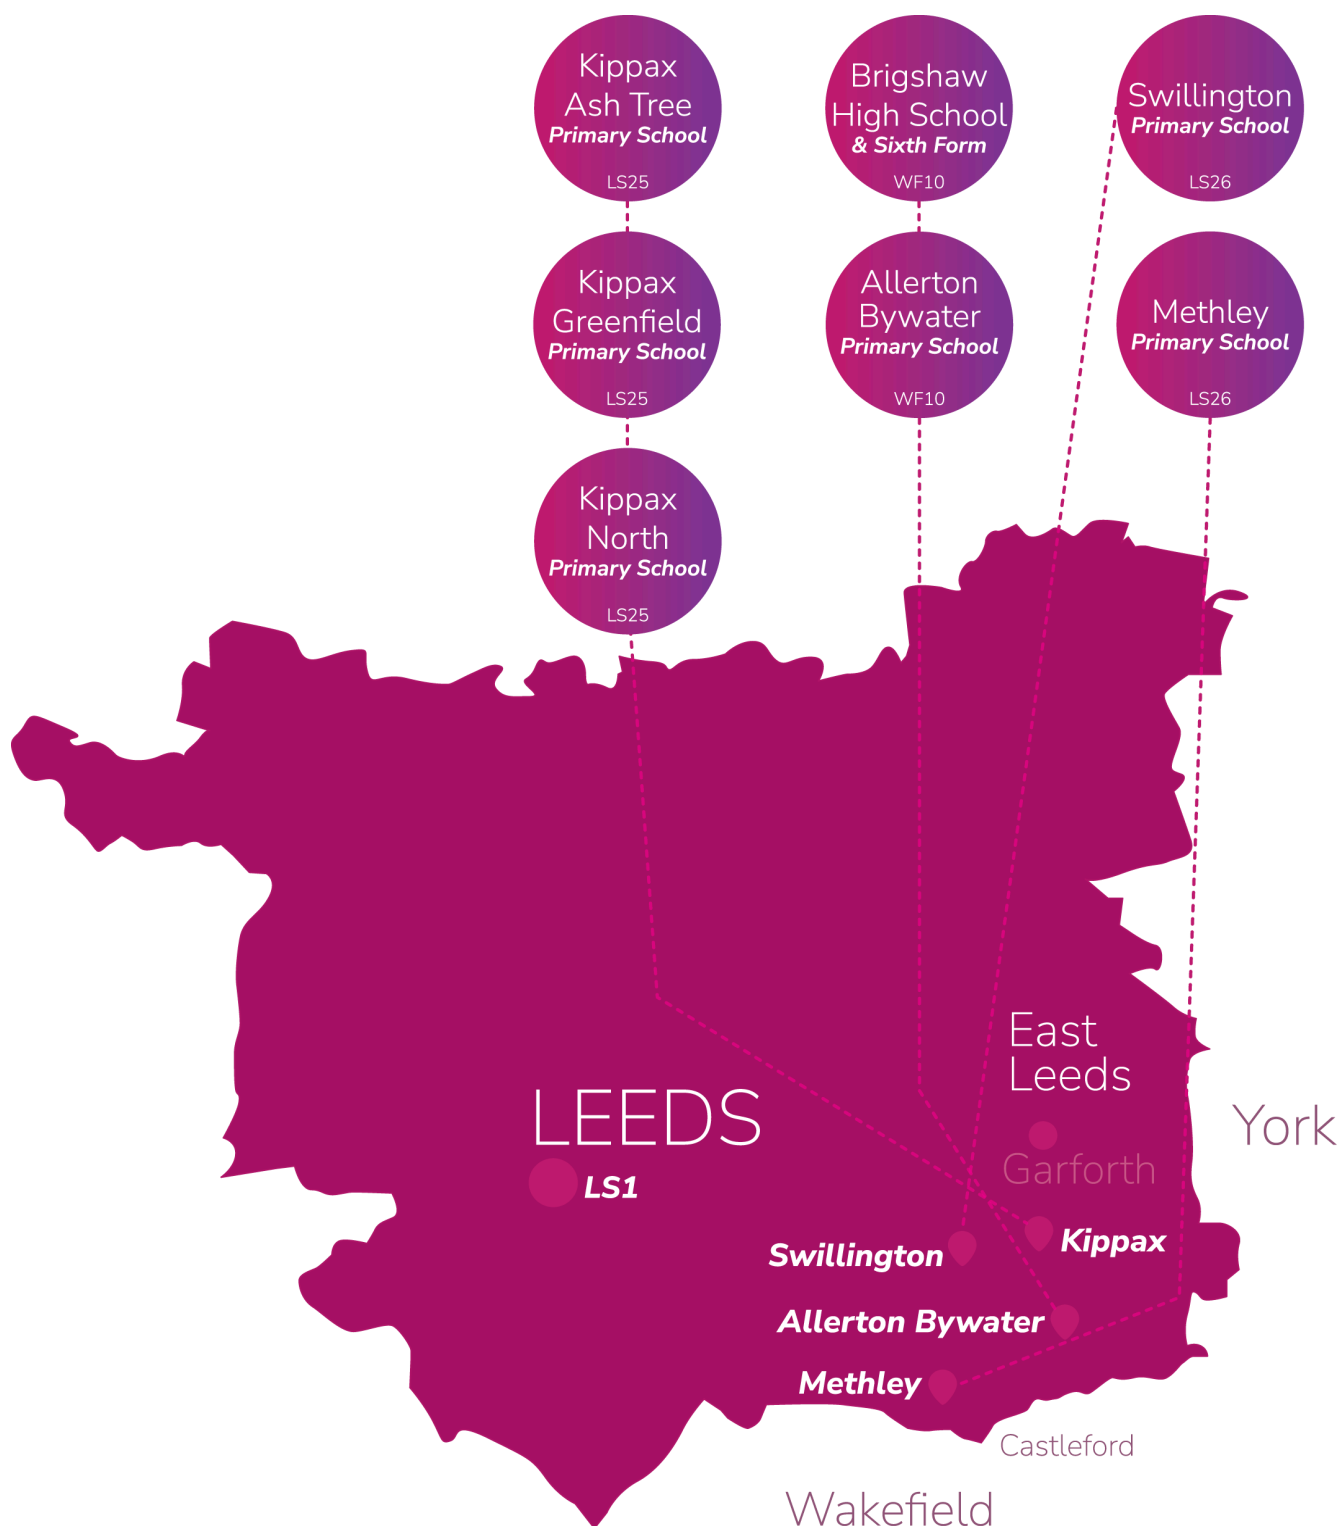 Kippax
Ash Tree
Primary School
LS25
Brigshaw
High School
& Sixth Form
WF10
Swillington
Primary School
LS26
Kippax
Greenfield
Primary School
LS25
Allerton
Bywater
Primary School
WF10
Methley
Primary School
LS26
Kippax
North
Primary School
LS25
East
Leeds
LEEDS
LS1
York
Garforth
Kippax
Swillington
Allerton Bywater
Methley
Castleford
Wakefield